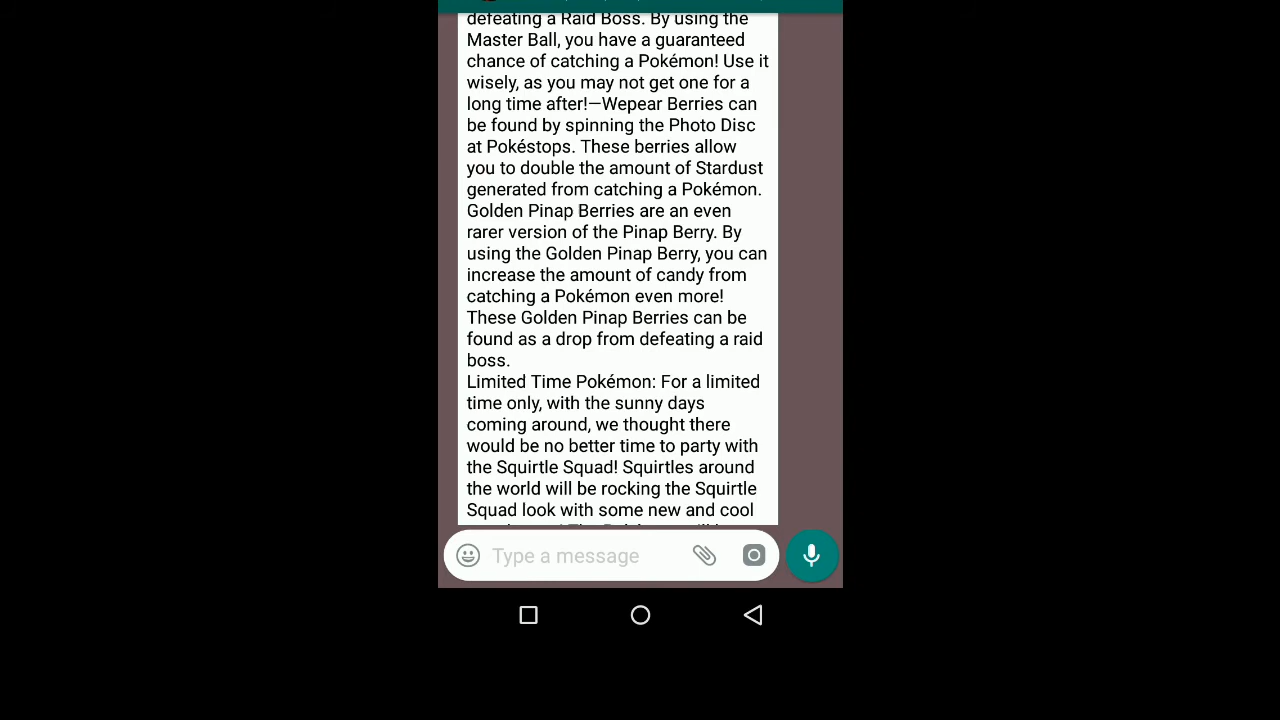 defeating a Raid Boss. By using the
Master Ball, you have a guaranteed
chance of catching a Pokémon! Use it
wisely, as you may not get one for a
long time after!—Wepear Berries can
be found by spinning the Photo Disc
at Pokéstops. These berries allow
you to double the amount of Stardust
generated from catching a Pokémon.
Golden Pinap Berries are an even
rarer version of the Pinap Berry. By
using the Golden Pinap Berry, you can
increase the amount of candy from
catching a Pokémon even more!
These Golden Pinap Berries can be
found as a drop from defeating a raid
boss.
Limited Time Pokémon: For a limited
time only, with the sunny days
coming around, we thought there
would be no better time to party with
the Squirtle Squad! Squirtles around
the world will be rocking the Squirtle
Squad look with some new and cool
Type a message